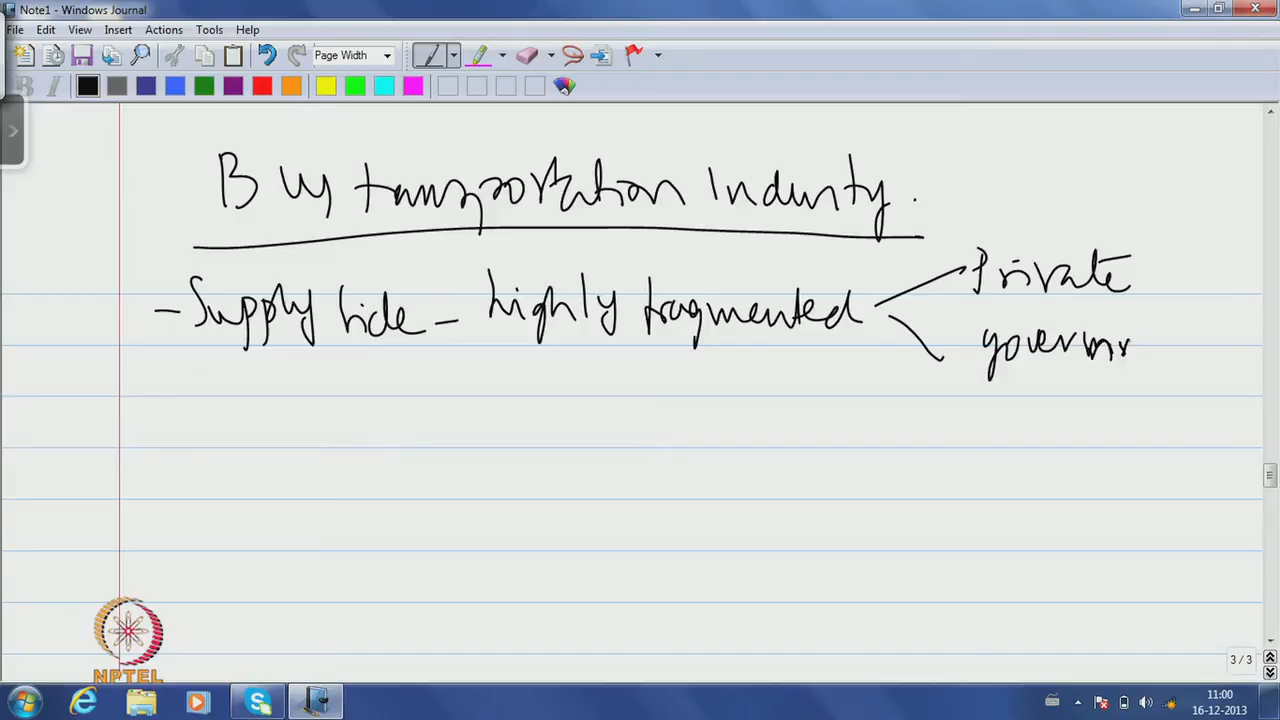 Note1 - Windows Journal
File Edit View Insert Actions Tools Help
Page Width
B I
Bus transportation Industry.
- Supply side - highly fragmented
Private
governm
NPTEL
3 / 3
11:00
16-12-2013